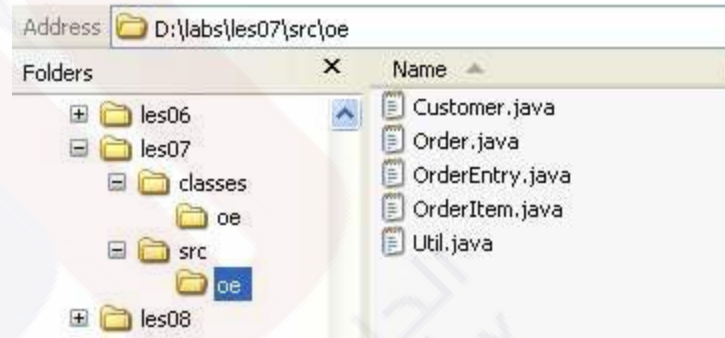 Address D:\labs\les07\src\oe
Folders × Name
les06
les07
classes
oe
src
oe
les08
Customer.java
Order.java
OrderEntry.java
OrderItem.java
Util.java